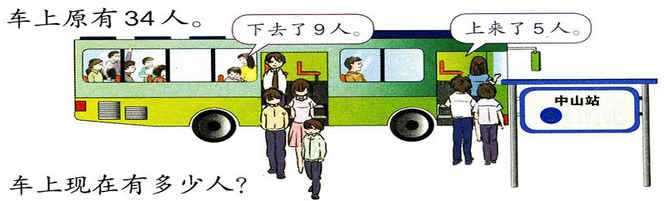 车上原有34人。
下去了9人。
上来了5人。
中山站
车上现在有多少人?